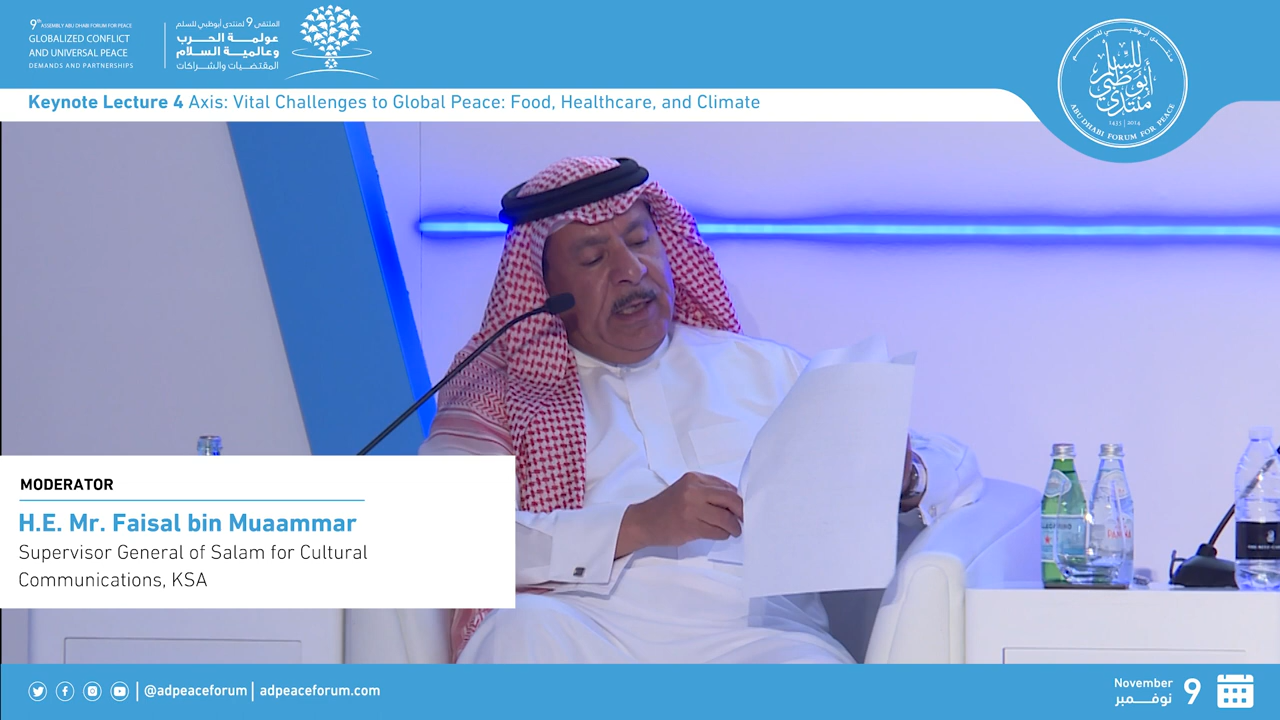 9th ASSEMBLY ABU DHABI FORUM FOR PEACE
GLOBALIZED CONFLICT
AND UNIVERSAL PEACE
DEMANDS AND PARTNERSHIPS
الملتقى 9 لمنتدى أبوظبي للسلم
عولمة الحرب
وعالمية السلام
المقتضيات والشراكات
منتدى أبوظبي للسلم
ABU DHABI FORUM FOR PEACE
1435 | 2014
Keynote Lecture 4 Axis: Vital Challenges to Global Peace: Food, Healthcare, and Climate
MODERATOR
H.E. Mr. Faisal bin Muaammar
Supervisor General of Salam for Cultural
Communications, KSA
@adpeaceforum | adpeaceforum.com
November
نوفمبر
9